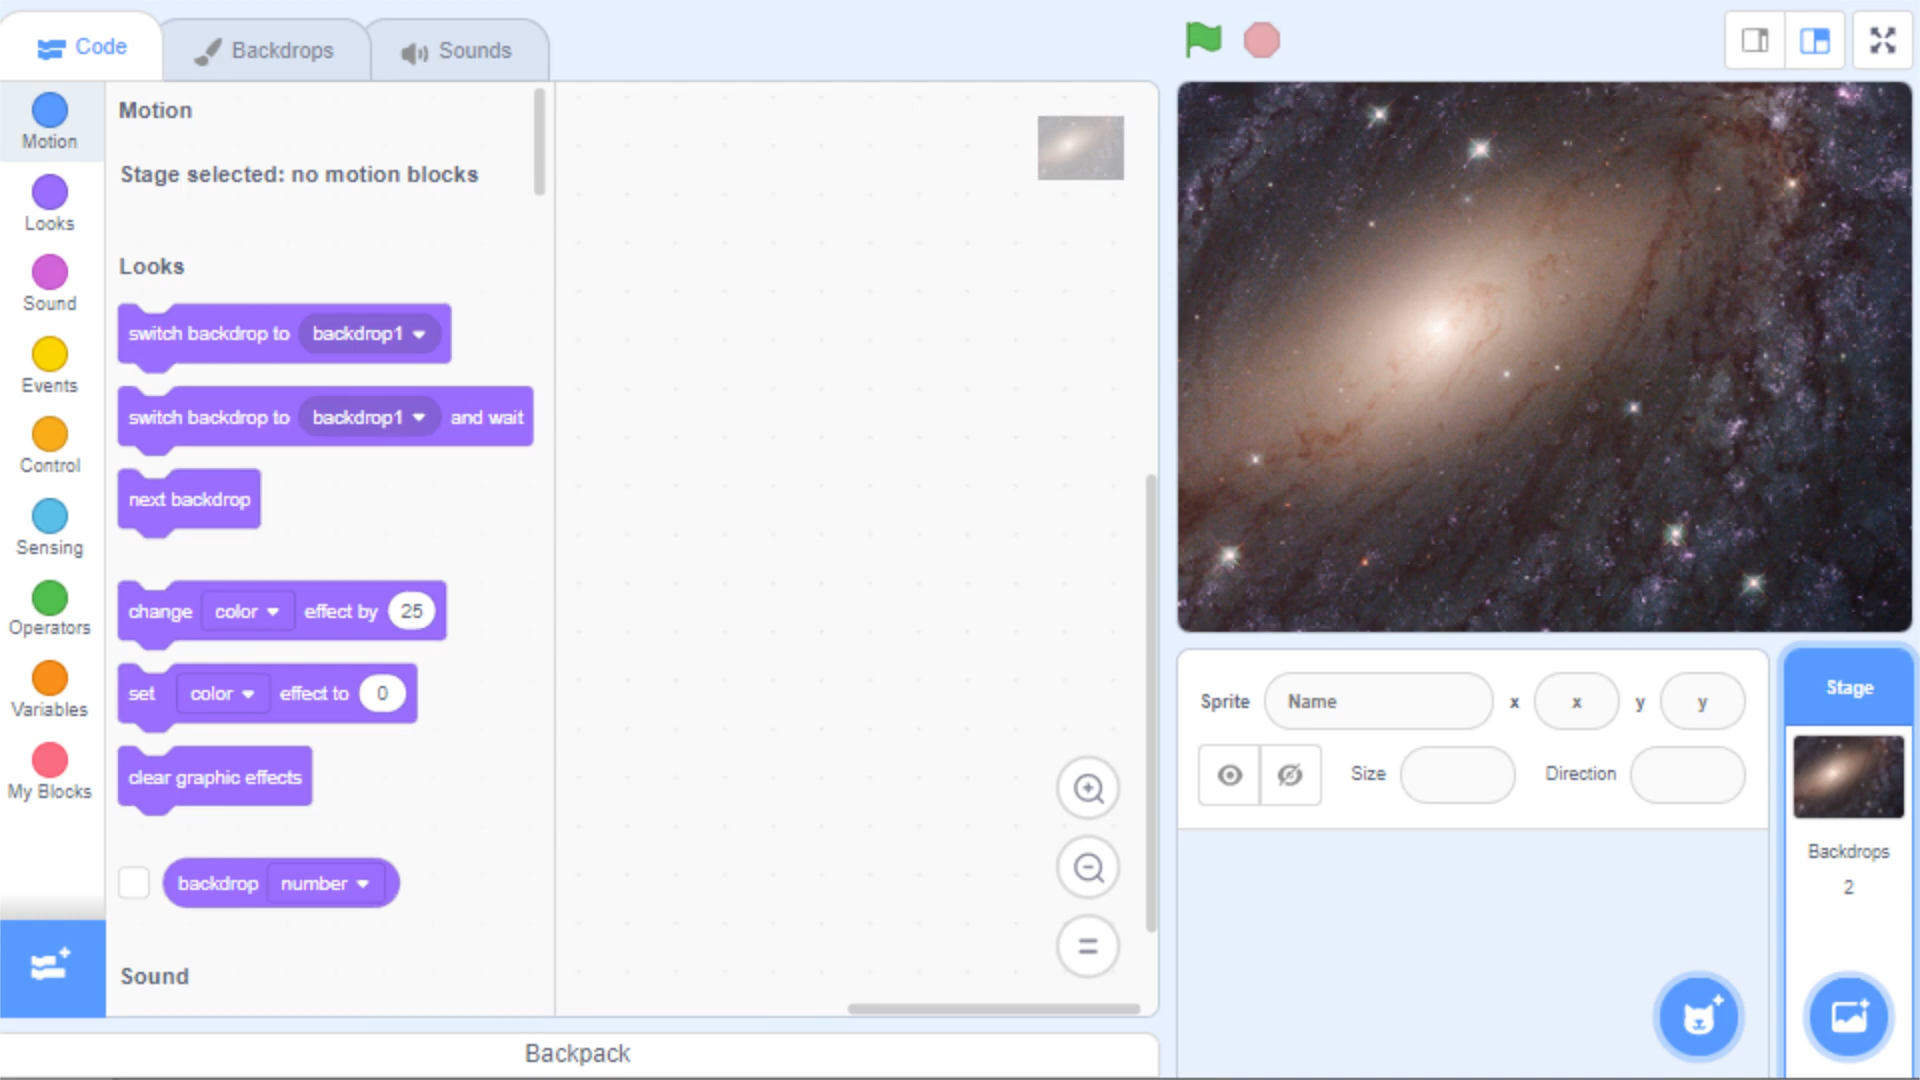 Code
Backdrops
Sounds
Motion
Looks
Sound
Events
Control
Sensing
Operators
Variables
My Blocks
Motion
Stage selected: no motion blocks
Looks
switch backdrop to backdrop1
switch backdrop to backdrop1 and wait
next backdrop
change color effect by 25
set color effect to 0
clear graphic effects
backdrop number
Sound
Backpack
Sprite Name x x y y
Size Direction
Stage
Backdrops
2